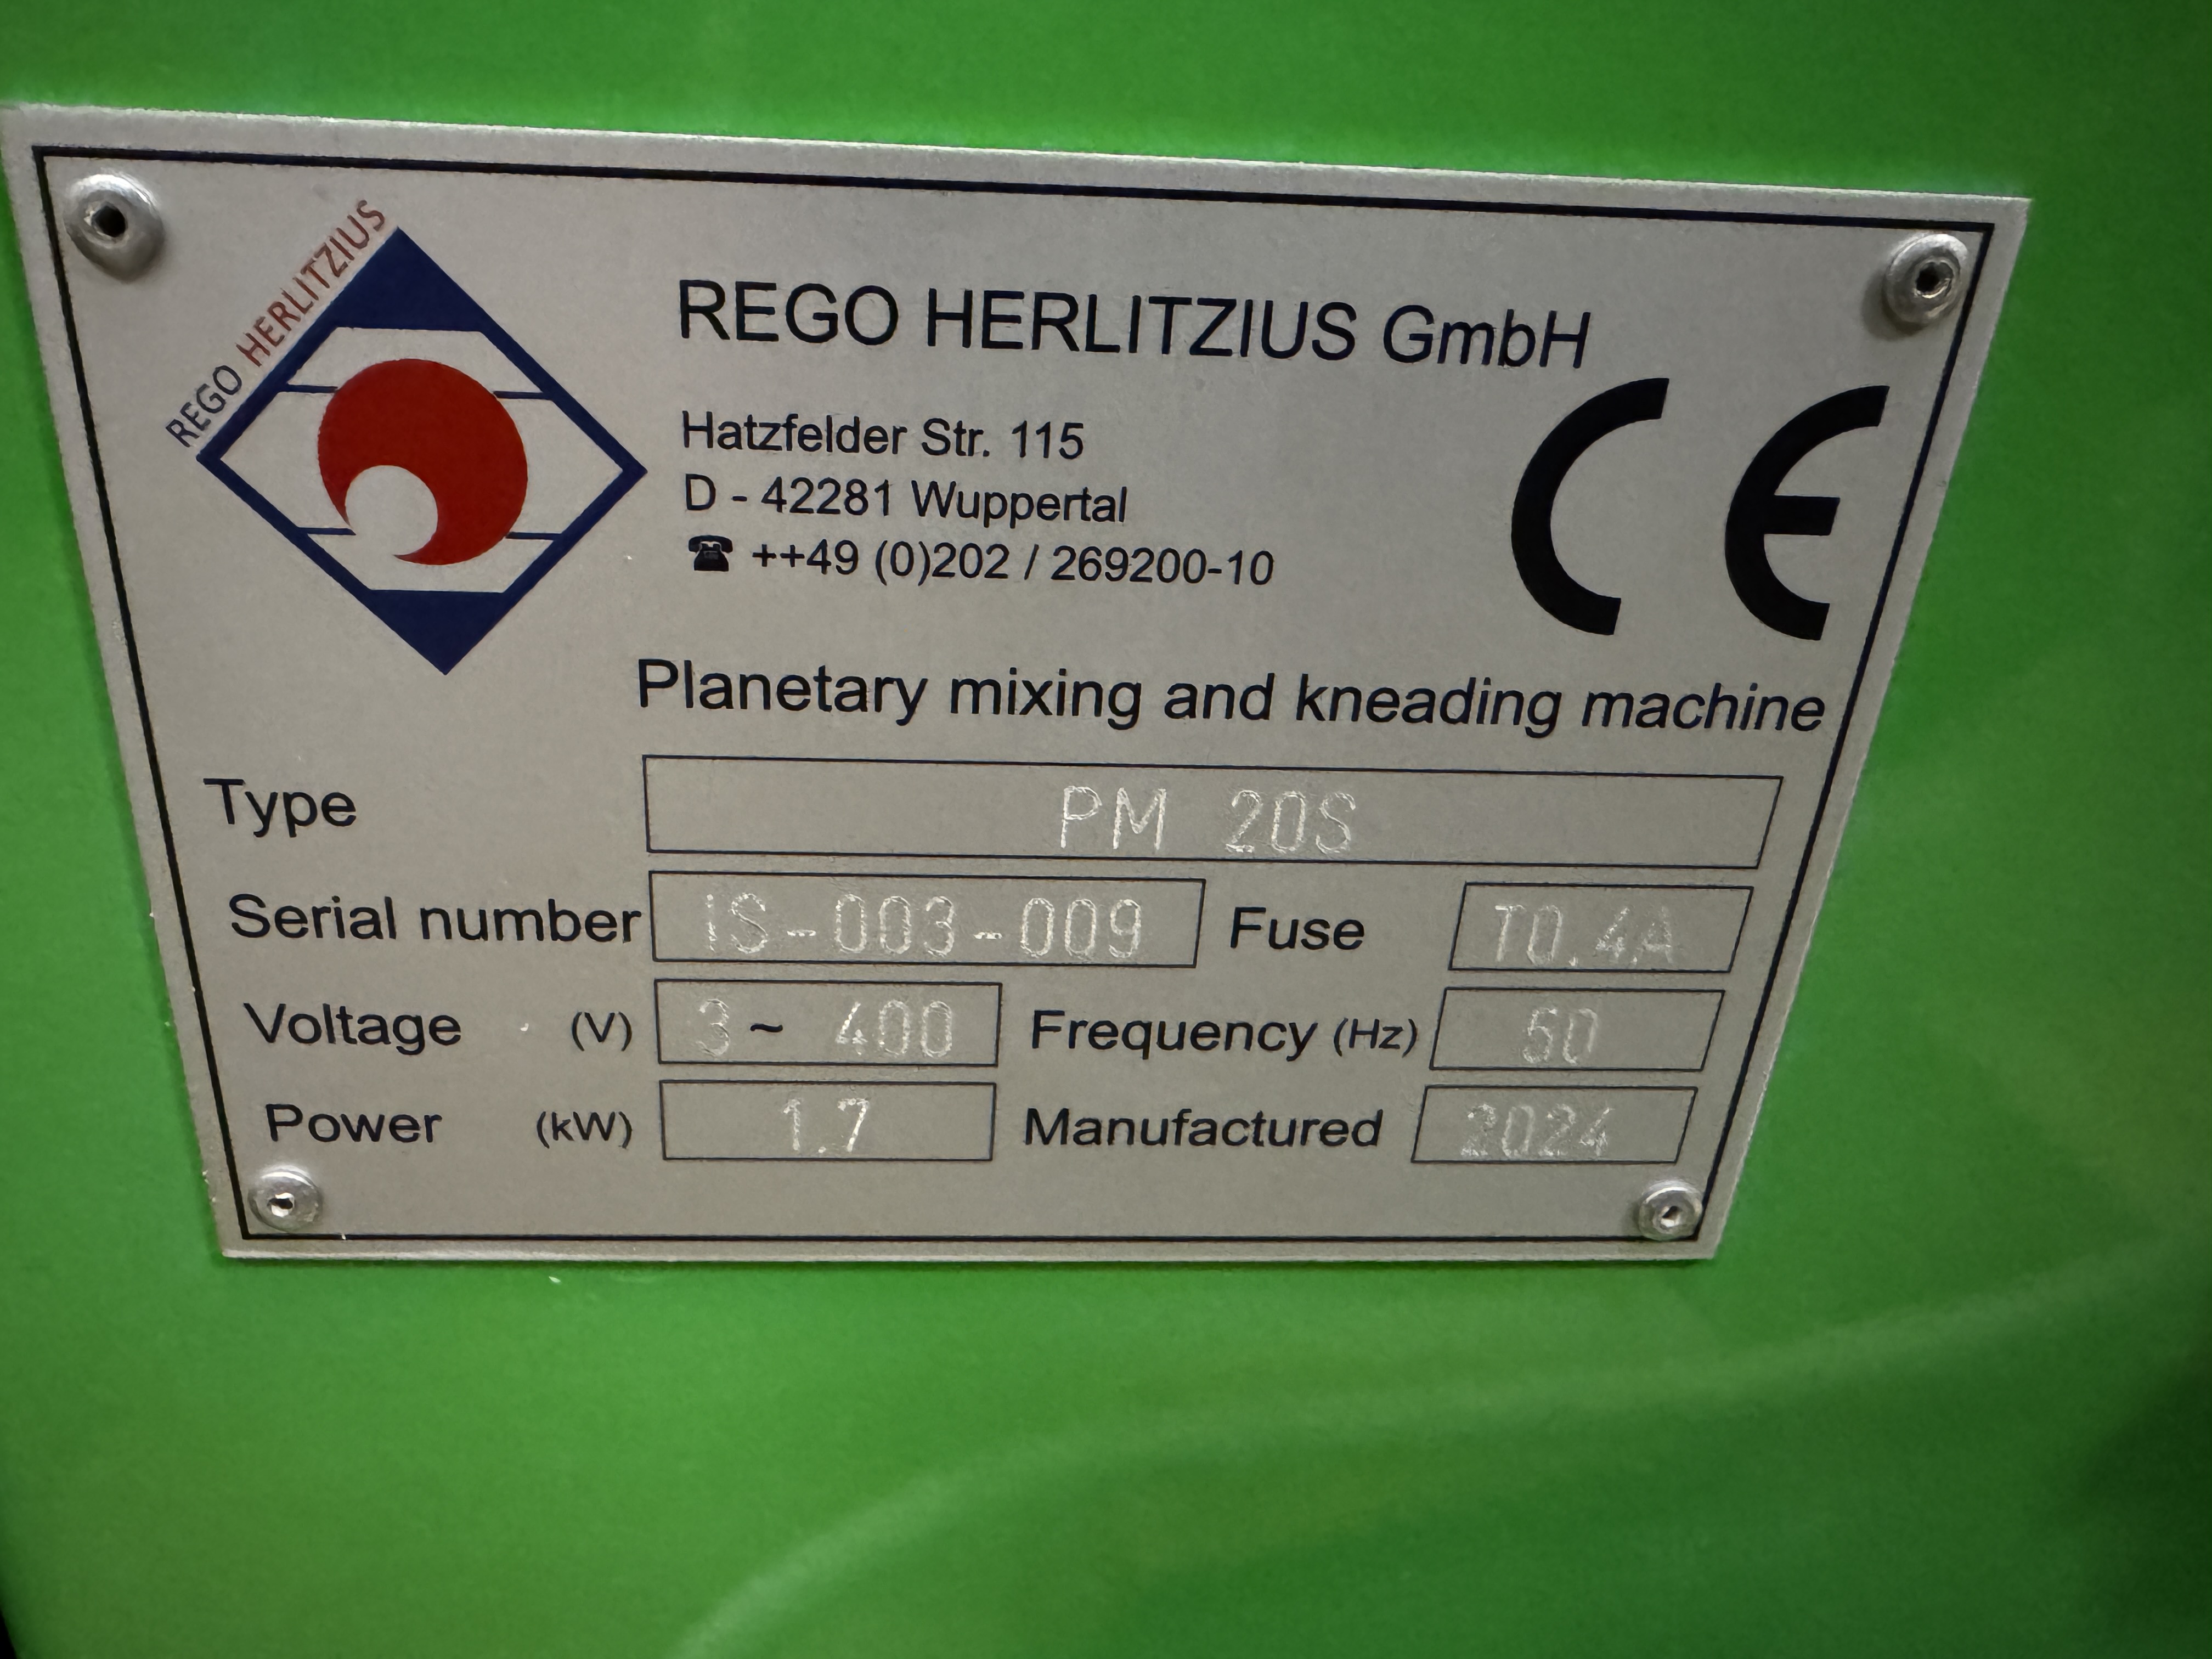 REGO HERLITZIUS
REGO HERLITZIUS GmbH
Hatzfelder Str. 115
D - 42281 Wuppertal
☎ ++49 (0)202 / 269200-10
CE
Planetary mixing and kneading machine
Type PM 20S
Serial number iS-003-009 Fuse T0.4A
Voltage (V) 3~ 400 Frequency (Hz) 50
Power (kW) 1.7 Manufactured 2024